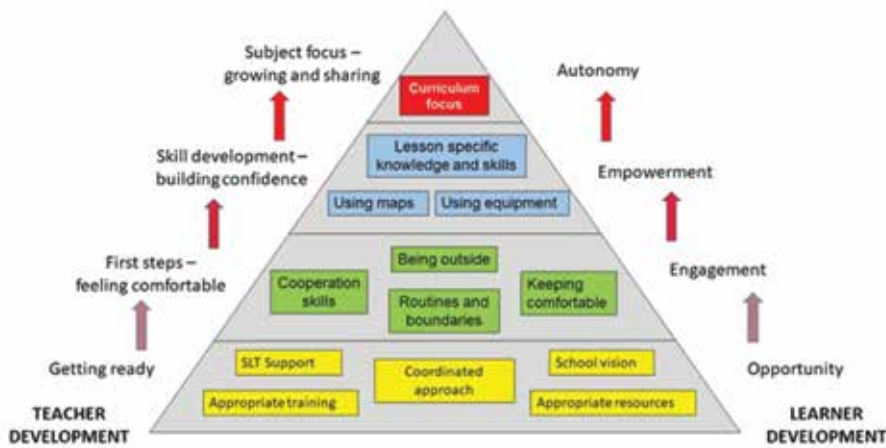 Subject focus –
growing and sharing
Autonomy
Curriculum
focus
Skill development –
building confidence
Lesson specific
knowledge and skills
Empowerment
Using maps
Using equipment
First steps –
feeling comfortable
Being outside
Cooperation
skills
Keeping
comfortable
Routines and
boundaries
Engagement
Getting ready
SLT Support
Coordinated
approach
School vision
Opportunity
Appropriate training
Appropriate resources
TEACHER
DEVELOPMENT
LEARNER
DEVELOPMENT